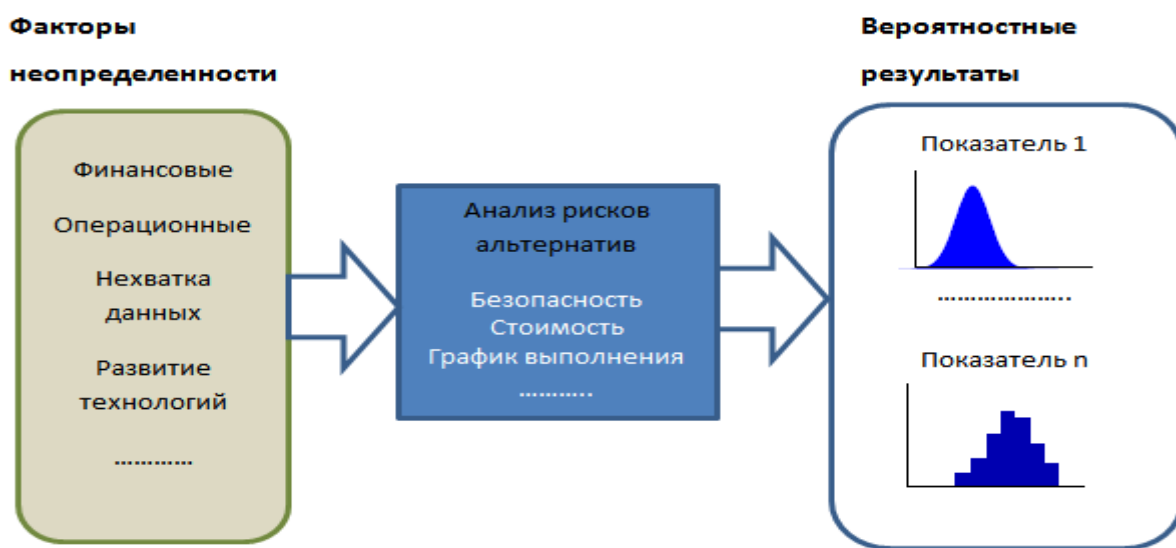 Факторы
неопределенности
Финансовые
Операционные
Нехватка
данных
Развитие
технологий
…………
Анализ рисков
альтернатив
Безопасность
Стоимость
График выполнения
………..
Вероятностные
результаты
Показатель 1
…………………..
Показатель n